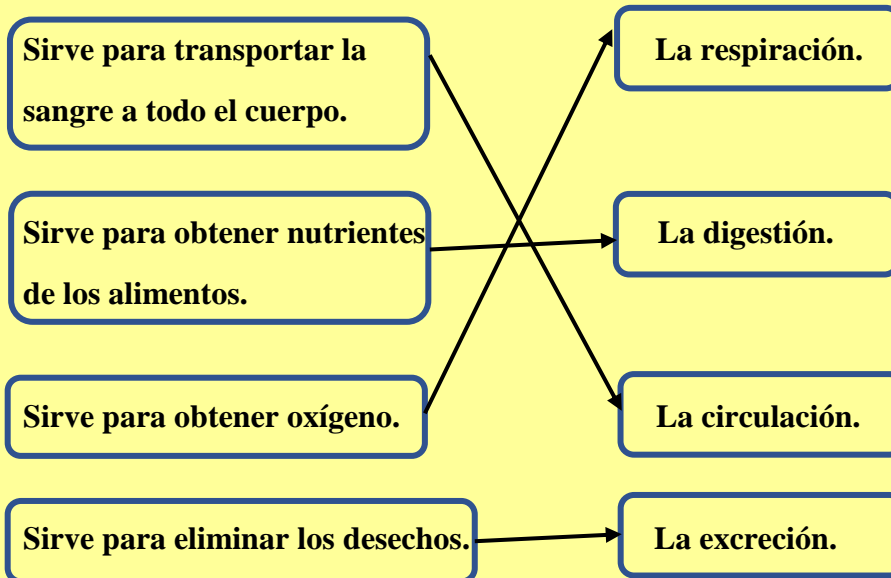 Sirve para transportar la
sangre a todo el cuerpo.
La respiración.
Sirve para obtener nutrientes
de los alimentos.
La digestión.
Sirve para obtener oxígeno.
La circulación.
Sirve para eliminar los desechos.
La excreción.